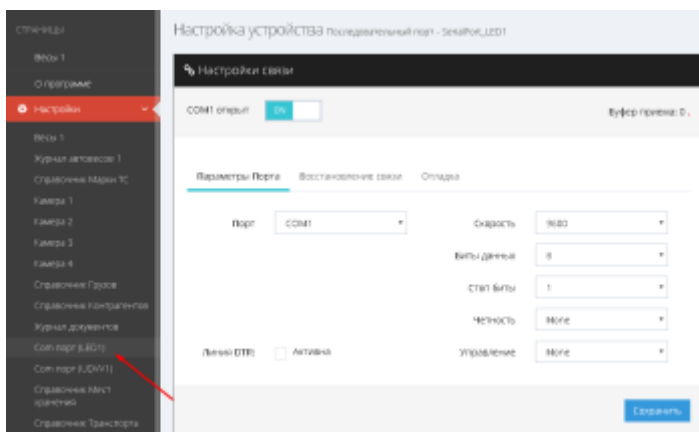 СТРАНИЦЫ
Весы 1
О программе
Настройки
Весы 1
Журнал автовесов 1
Справочник Марки ТС
Камера 1
Камера 2
Камера 3
Камера 4
Справочник Грузов
Справочник Контрагентов
Журнал документов
Com порт (LED1)
Com порт (UDW1)
Справочник Мест
хранения
Справочник Транспорта
Настройка устройства Последовательный порт - SerialPort_LED1
Настройки связи
COM1 открыт ON
Буфер приема: 0 .
Параметры Порта Восстановление связи Отладка
Порт COM1 Скорость 9600
Биты данных 8
Стоп Биты 1
Четность None
Линия DTR Активна Управление None
Сохранить